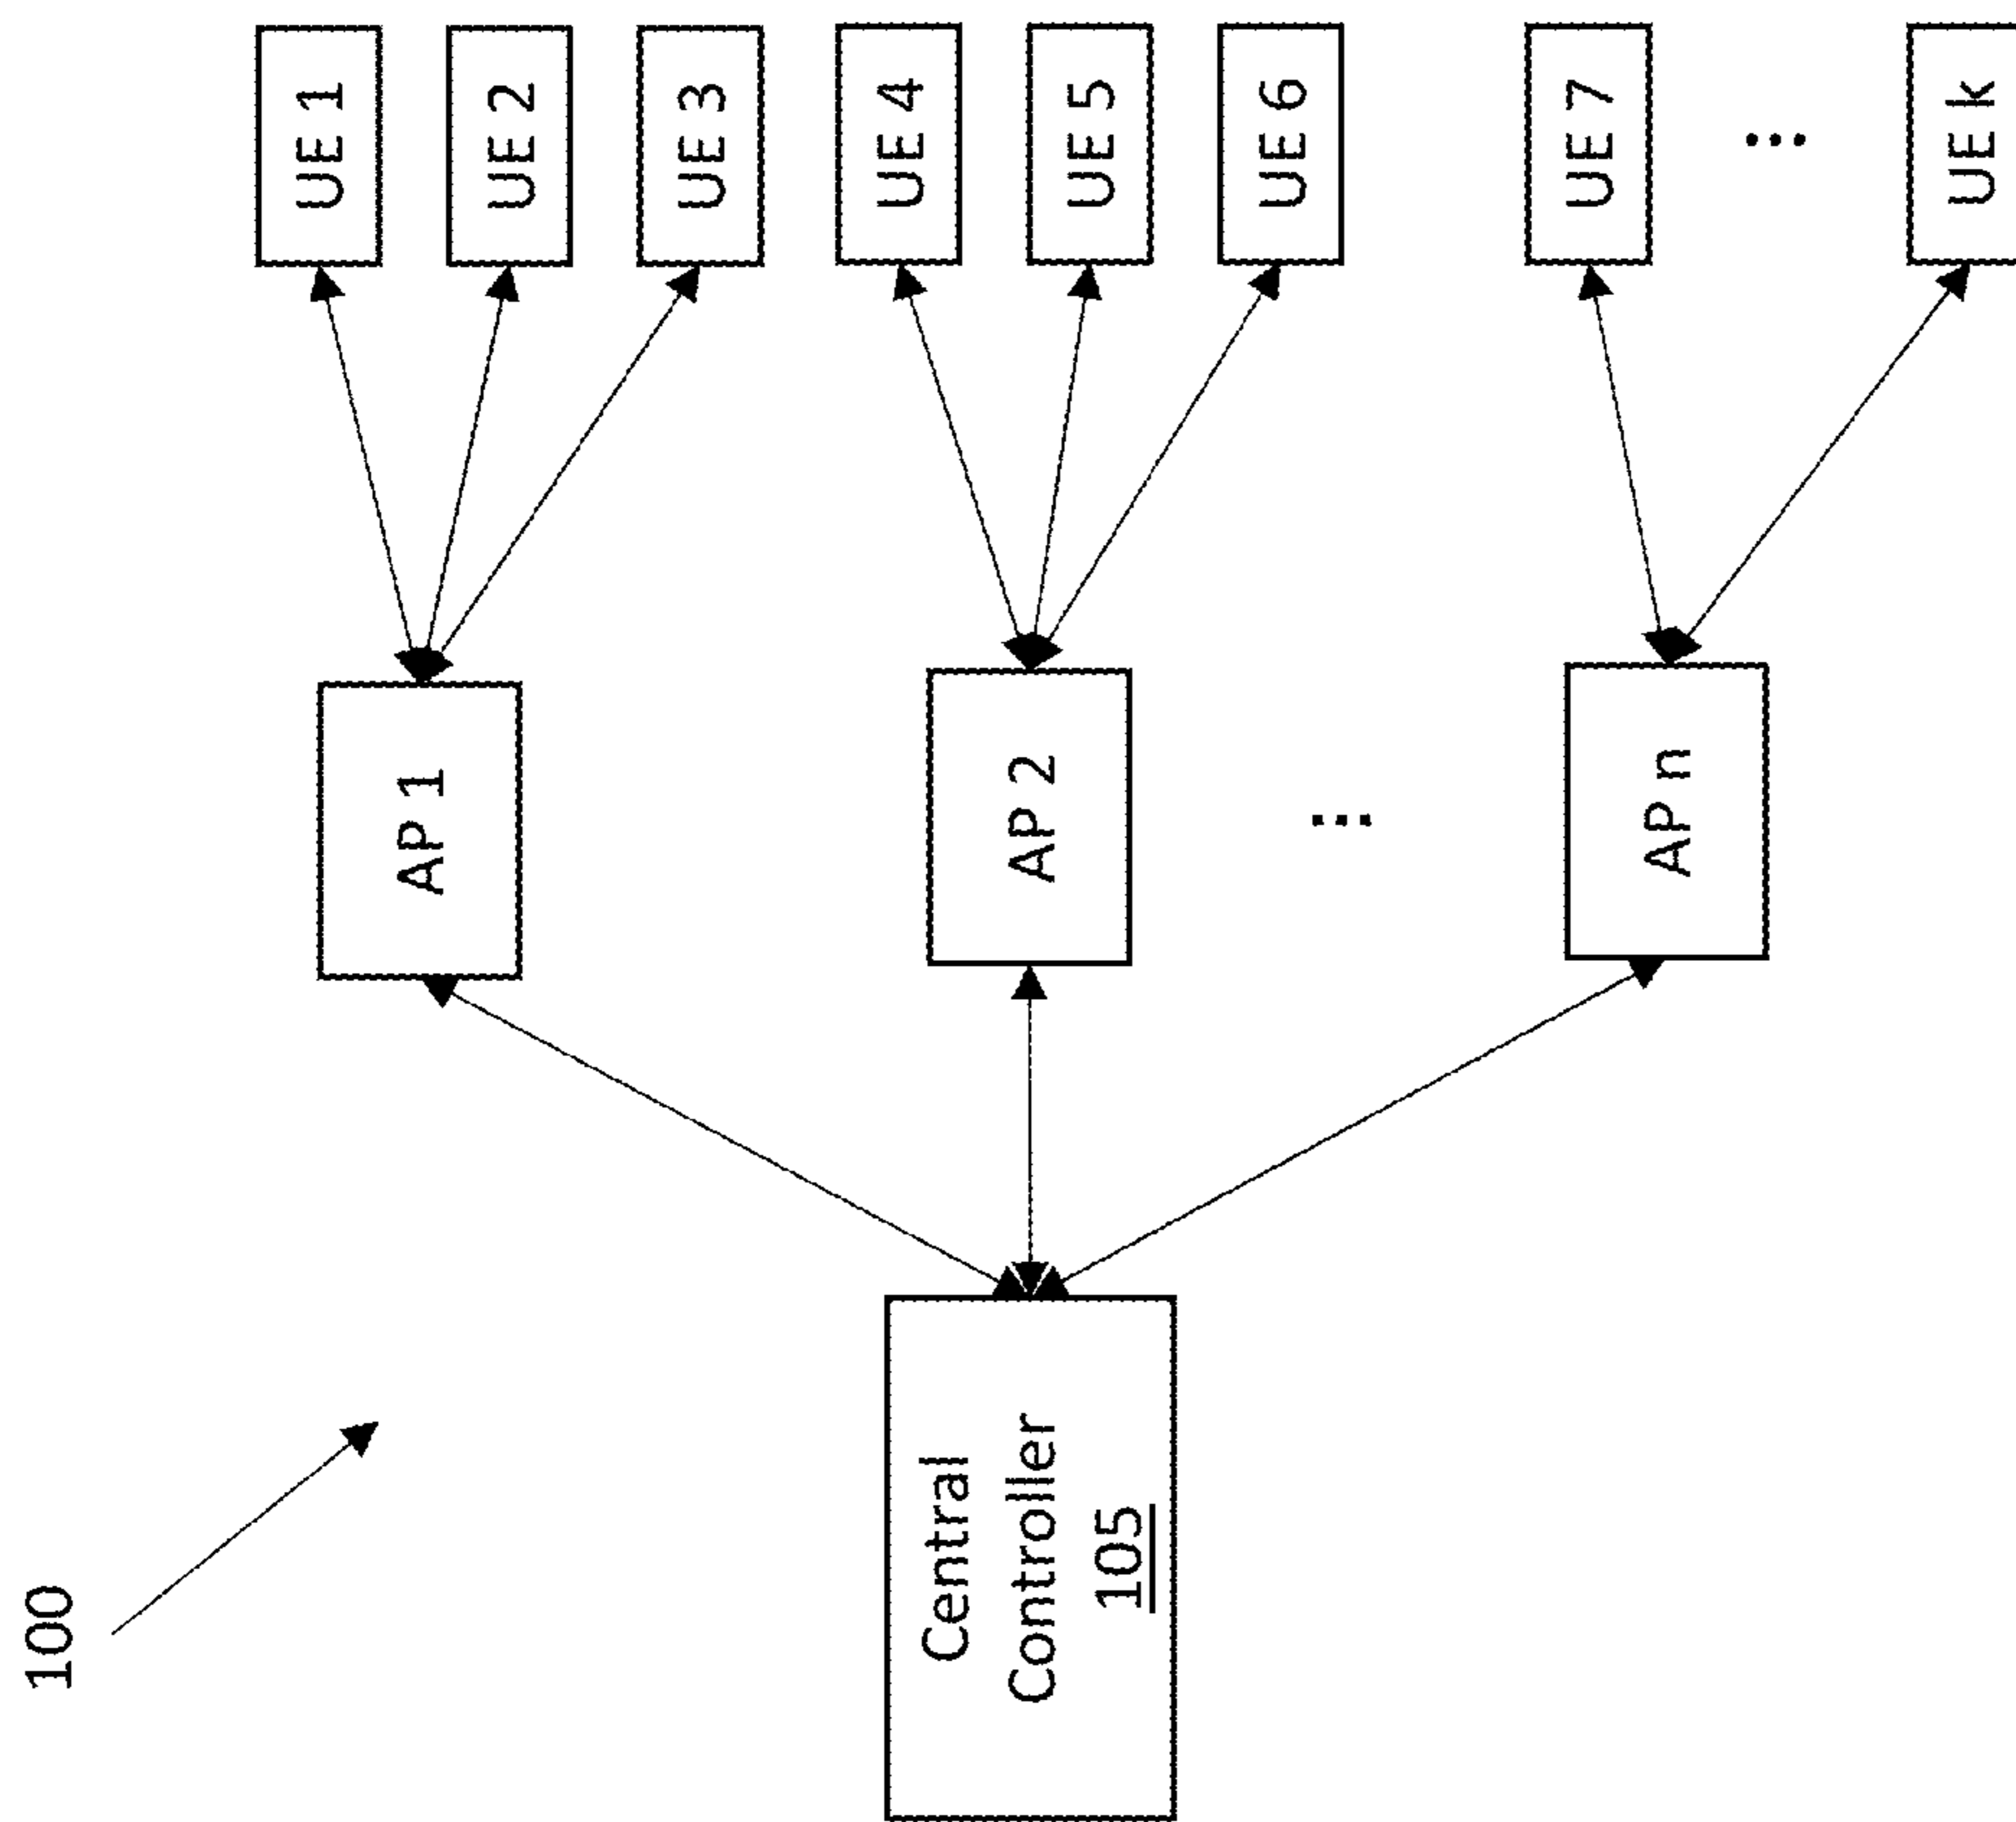 100
Central
Controller
105
AP 1
AP 2
...
AP n
UE 1
UE 2
UE 3
UE 4
UE 5
UE 6
UE 7
...
UE k